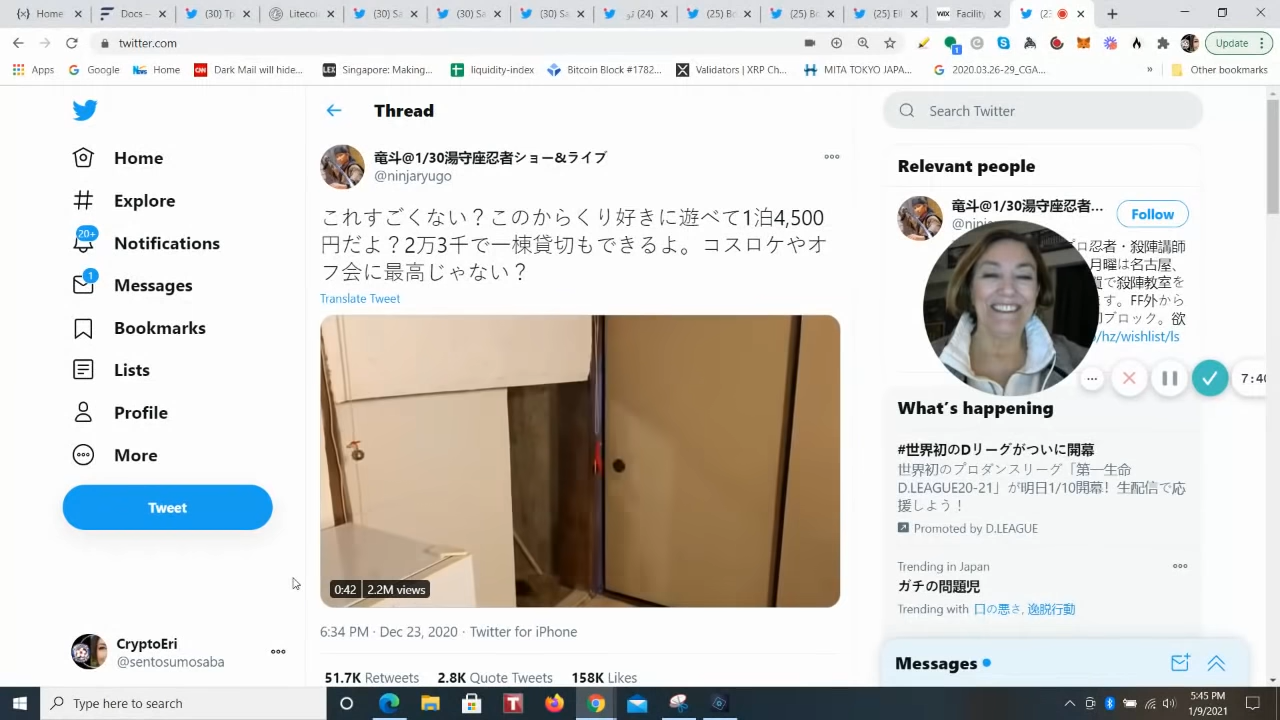 {x} Home
(30) Tw
Litecoi
(30) Sa
(30) Sa
(24) تو
(25) Bo
(25) Bo
(25) El
WiX Facility
twitter.com
Update
Apps
Google
Home
CNN Dark Mail will hide...
LEX Singapore: Making...
liquidity-index
Bitcoin Block #1782...
Validators | XRP Ch...
MITA TOKYO JAPA...
2020.03.26-29_CGA...
»
Other bookmarks
Home
Explore
20+
Notifications
1
Messages
Bookmarks
Lists
Profile
More
Tweet
CryptoEri
@sentosumosaba
Thread
竜斗@1/30湯守座忍者ショー&ライブ
@ninjaryugo
これすごくない？このからくり好きに遊べて1泊4,500
円だよ？2万3千で一棟貸切もできるよ。コスロケやオ
フ会に最高じゃない？
Translate Tweet
0:42 2.2M views
6:34 PM · Dec 23, 2020 · Twitter for iPhone
51.7K Retweets 2.8K Quote Tweets 158K Likes
Search Twitter
Relevant people
竜斗@1/30湯守座忍者...
Follow
プロ忍者・殺陣講師
月曜は名古屋、
で殺陣教室を
ます。FF外から
ブロック。欲
/hz/wishlist/ls
7:40
What's happening
#世界初のDリーグがついに開幕
世界初のプロダンスリーグ「第一生命
D.LEAGUE20-21」が明日1/10開幕！生配信で応
援しよう！
Promoted by D.LEAGUE
Trending in Japan
ガチの問題児
Trending with 口の悪さ, 逸脱行動
Messages
Type here to search
5:45 PM
1/9/2021